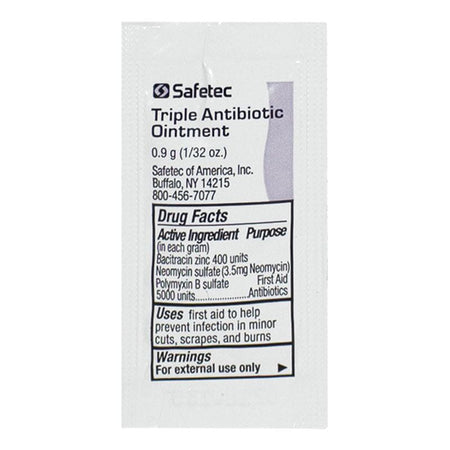 Safetec
Triple Antibiotic
Ointment
0.9 g (1/32 oz.)
Safetec of America, Inc.
Buffalo, NY 14215
800-456-7077
Drug Facts
Active Ingredient Purpose
(in each gram)
Bacitracin zinc 400 units
Neomycin sulfate (3.5mg Neomycin)
Polymyxin B sulfate First Aid
5000 units..................Antibiotics
Uses first aid to help
prevent infection in minor
cuts, scrapes, and burns
Warnings
For external use only ▶